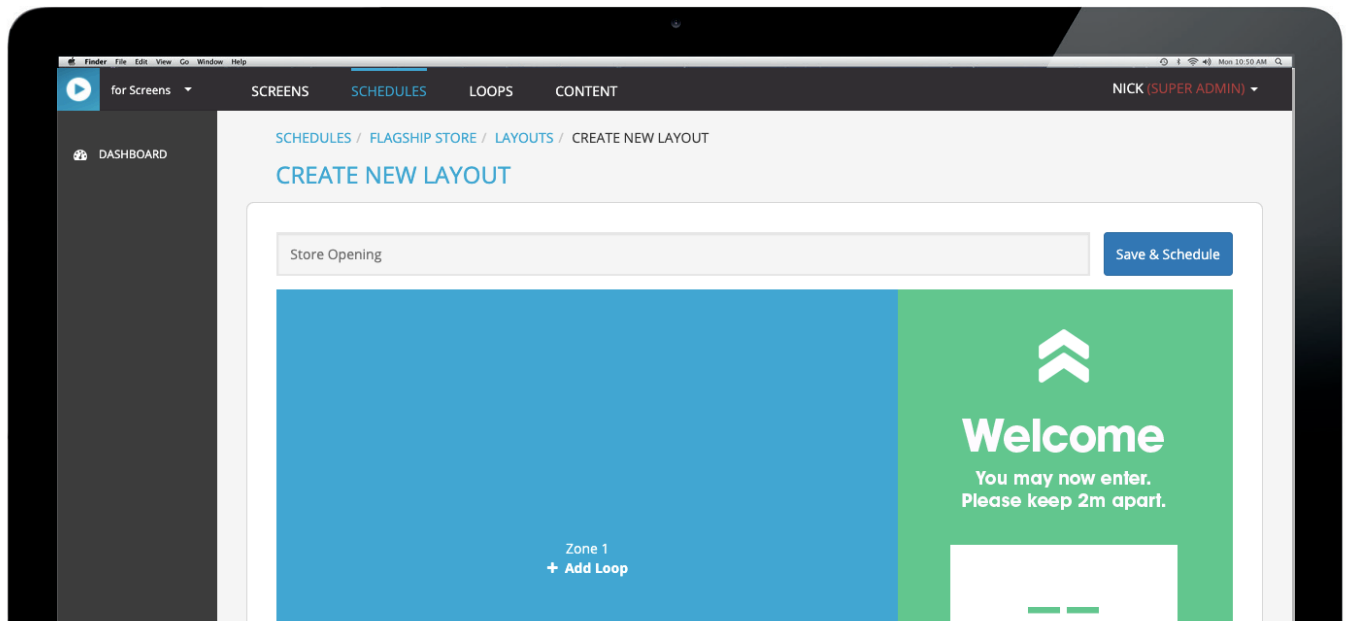 Finder File Edit View Go Window Help
Mon 10:50 AM
for Screens
SCREENS SCHEDULES LOOPS CONTENT
NICK (SUPER ADMIN)
DASHBOARD
SCHEDULES / FLAGSHIP STORE / LAYOUTS / CREATE NEW LAYOUT
CREATE NEW LAYOUT
Store Opening
Save & Schedule
Welcome
You may now enter.
Please keep 2m apart.
Zone 1
+ Add Loop